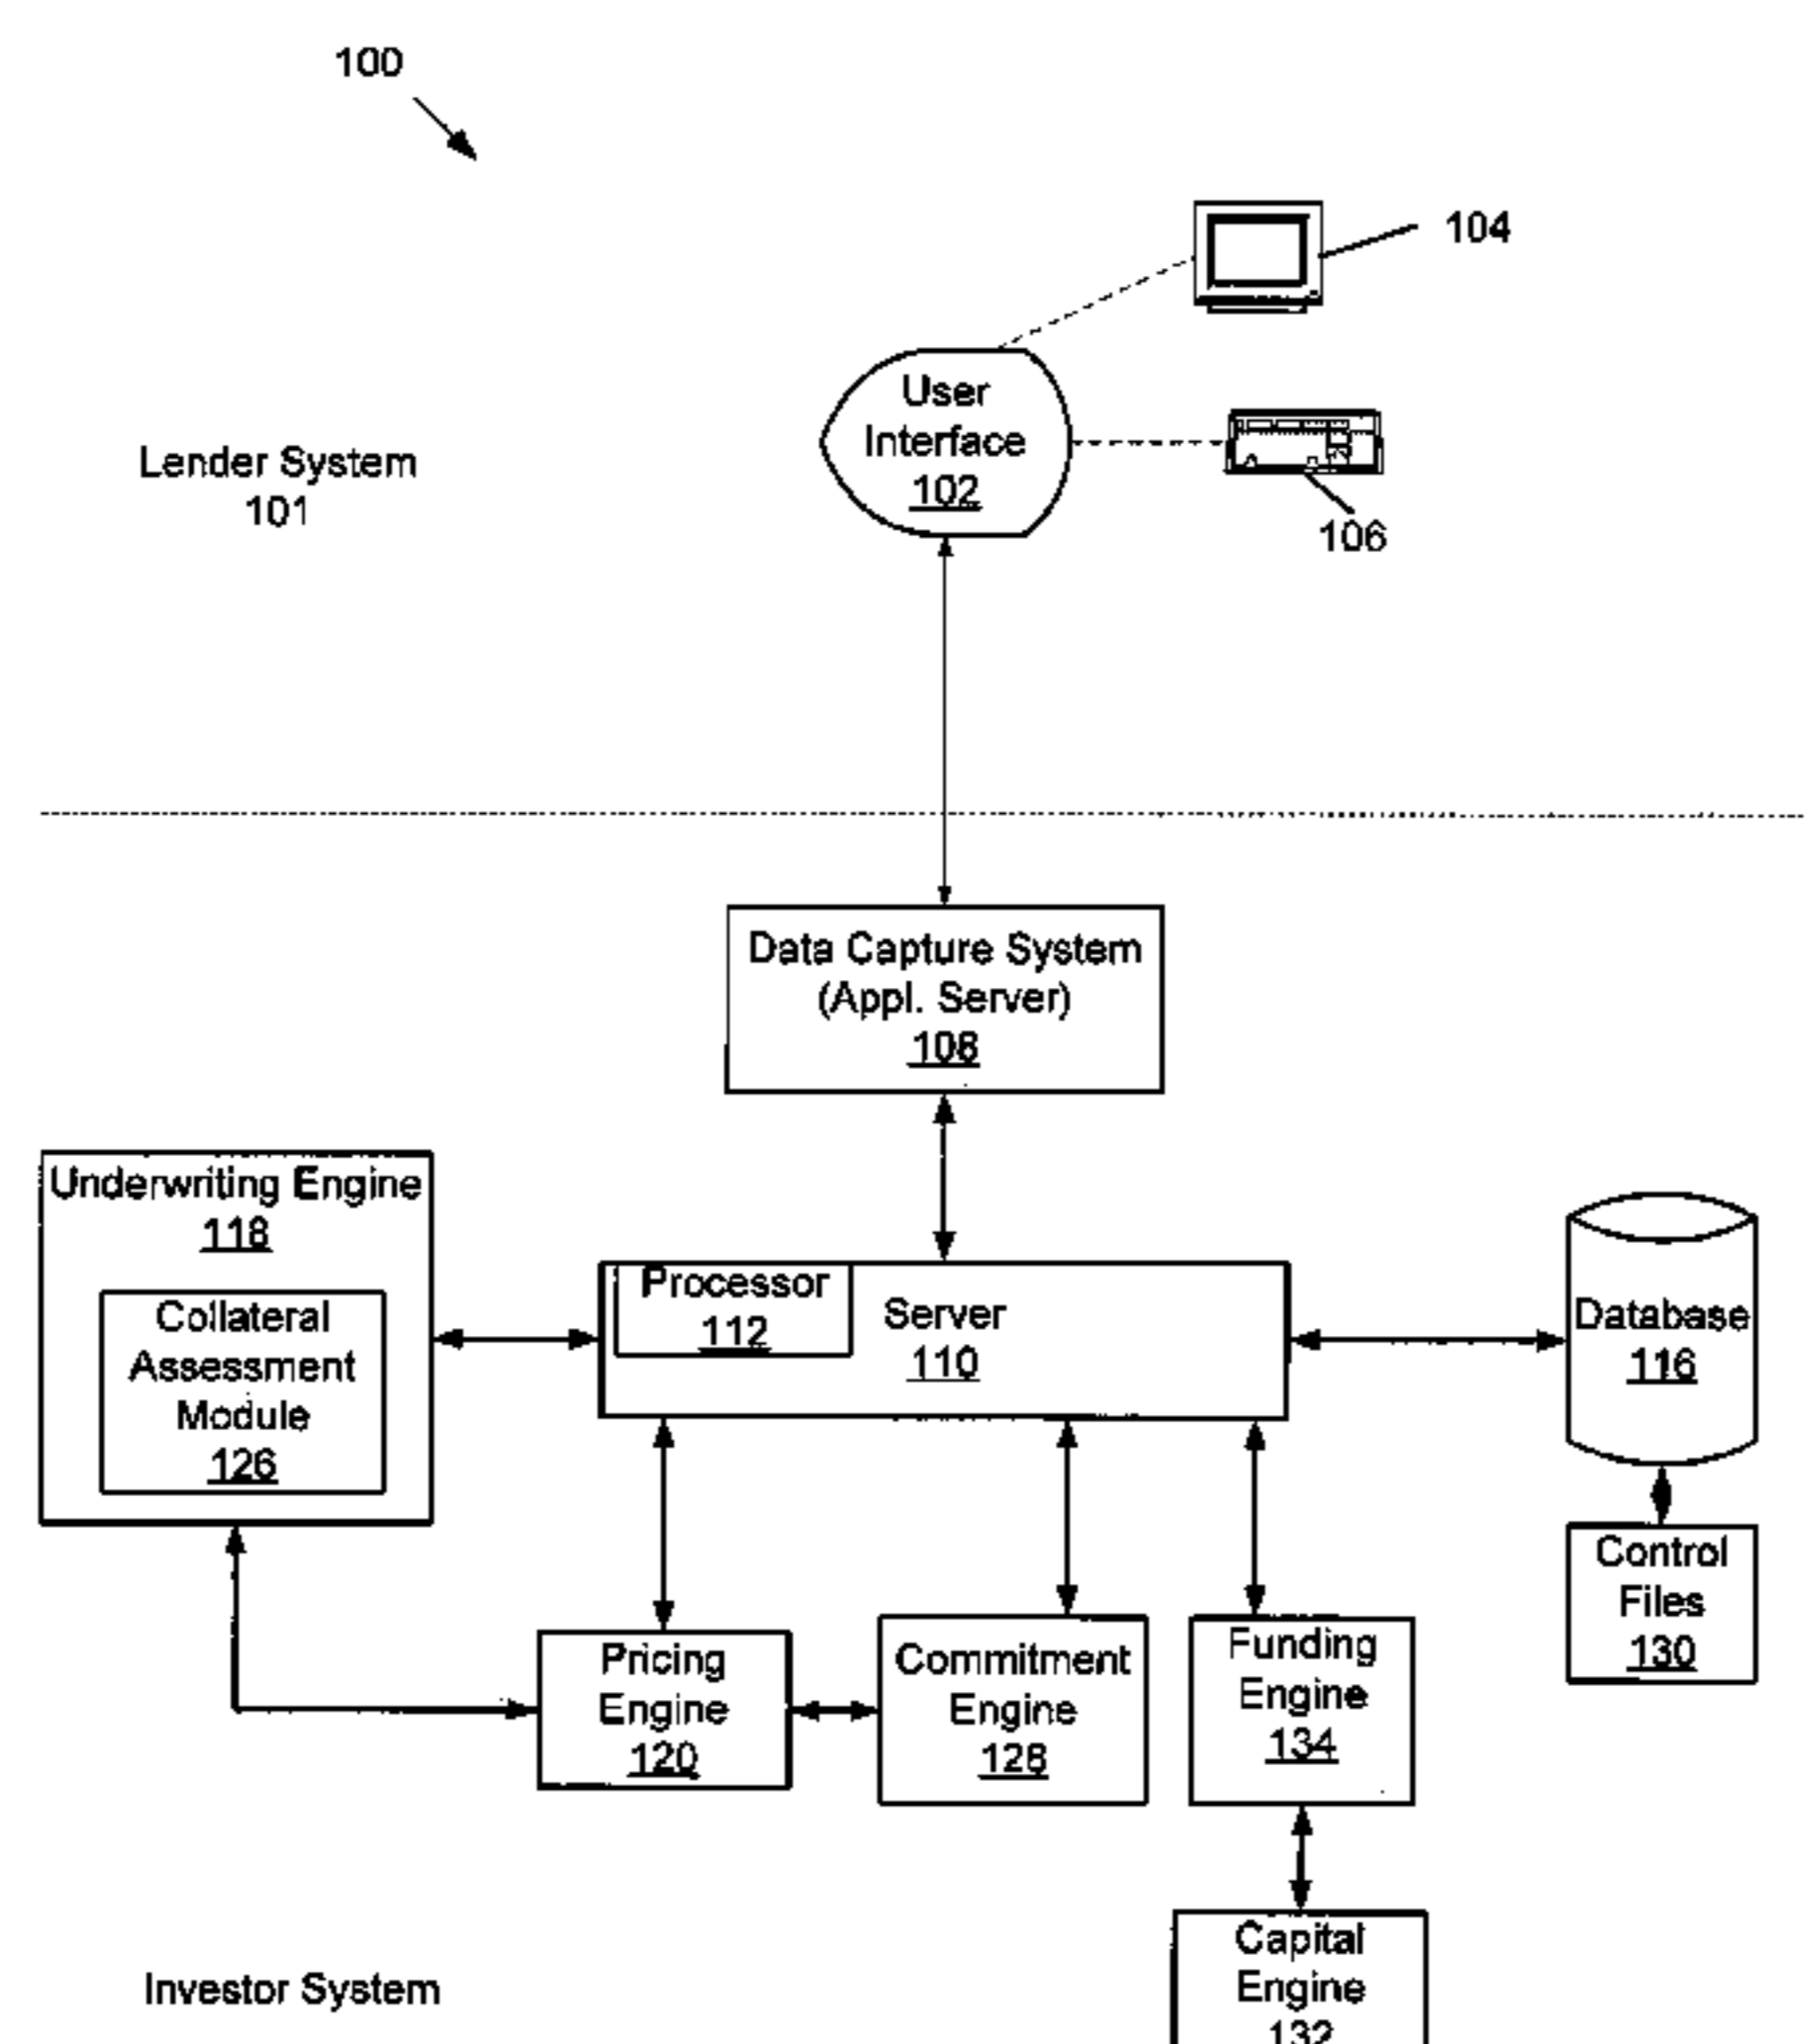 100
104
User
Interface
102
106
Lender System
101
Data Capture System
(Appl. Server)
108
Underwriting Engine
118
Collateral
Assessment
Module
126
Processor
112
Server
110
Database
116
Control
Files
130
Pricing
Engine
120
Commitment
Engine
128
Funding
Engine
134
Capital
Engine
132
Investor System